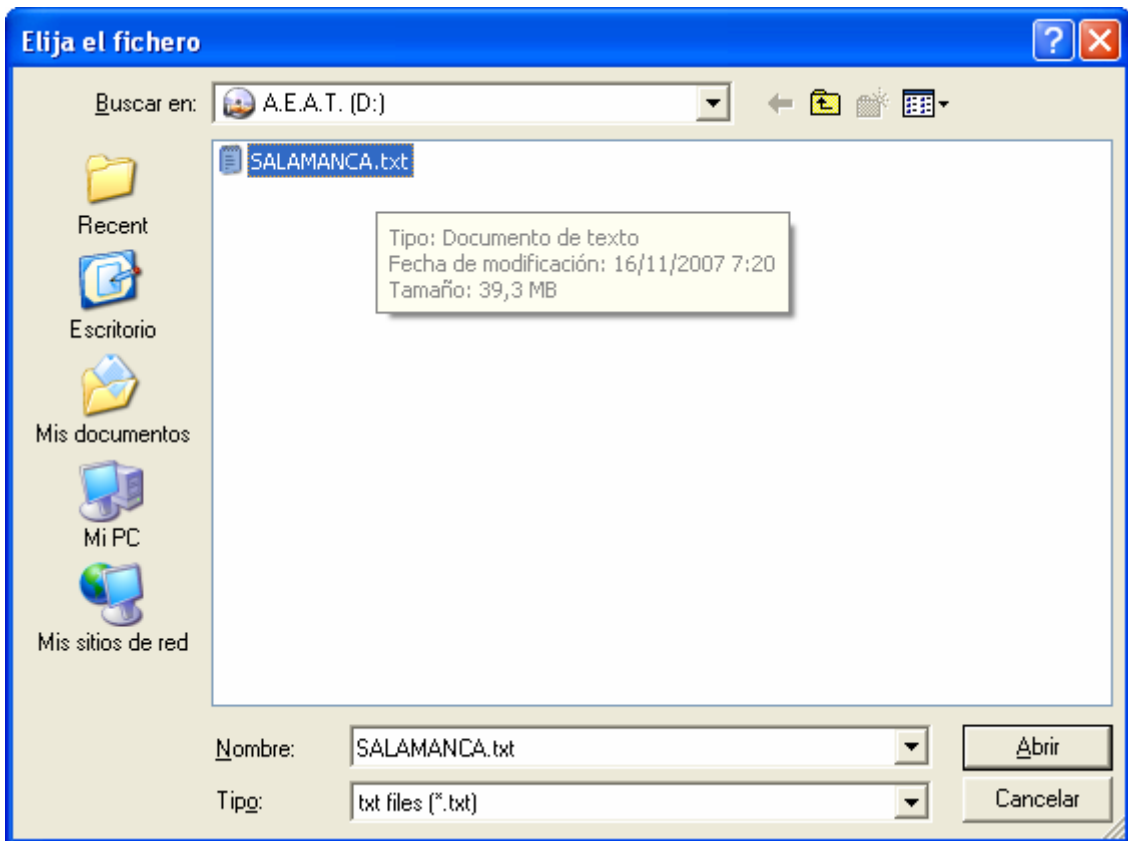 Elija el fichero
Buscar en: A.E.A.T. (D:)
SALAMANCA.txt
Tipo: Documento de texto
Fecha de modificación: 16/11/2007 7:20
Tamaño: 39,3 MB
Recent
Escritorio
Mis documentos
Mi PC
Mis sitios de red
Nombre: SALAMANCA.txt Abrir
Tipo: txt files (*.txt) Cancelar